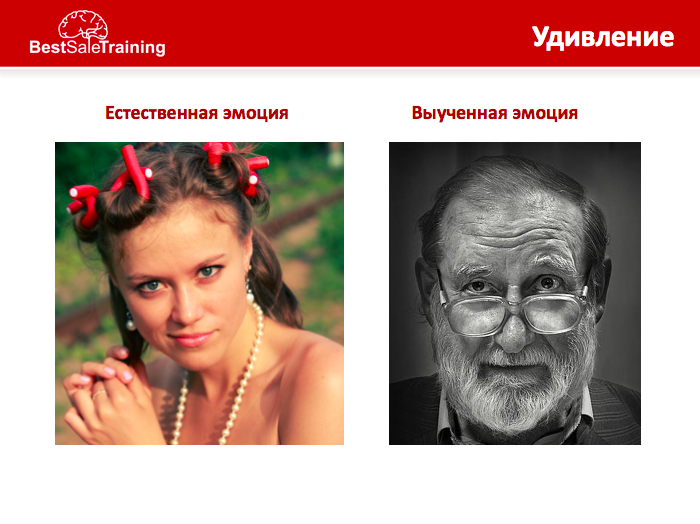 BestSaleTraining
Удивление
Естественная эмоция
Выученная эмоция